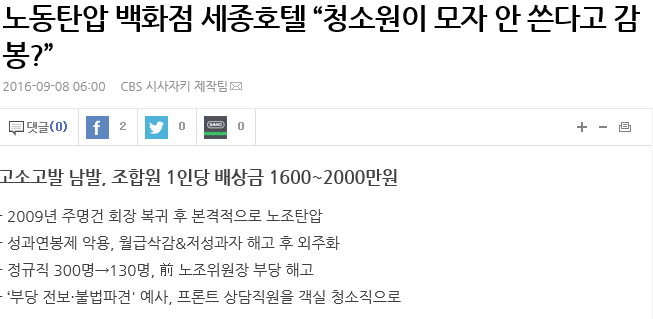 노동탄압 백화점 세종호텔 “청소원이 모자 안 쓴다고 감
봉?”
2016-09-08 06:00 CBS 시사자키 제작팀
댓글(0) f 2 0 BAND 0
고소고발 남발, 조합원 1인당 배상금 1600~2000만원
- 2009년 주명건 회장 복귀 후 본격적으로 노조탄압
- 성과연봉제 악용, 월급삭감&저성과자 해고 후 외주화
- 정규직 300명→130명, 前 노조위원장 부당 해고
- ‘부당 전보·불법파견' 예사, 프론트 상담직원을 객실 청소직으로